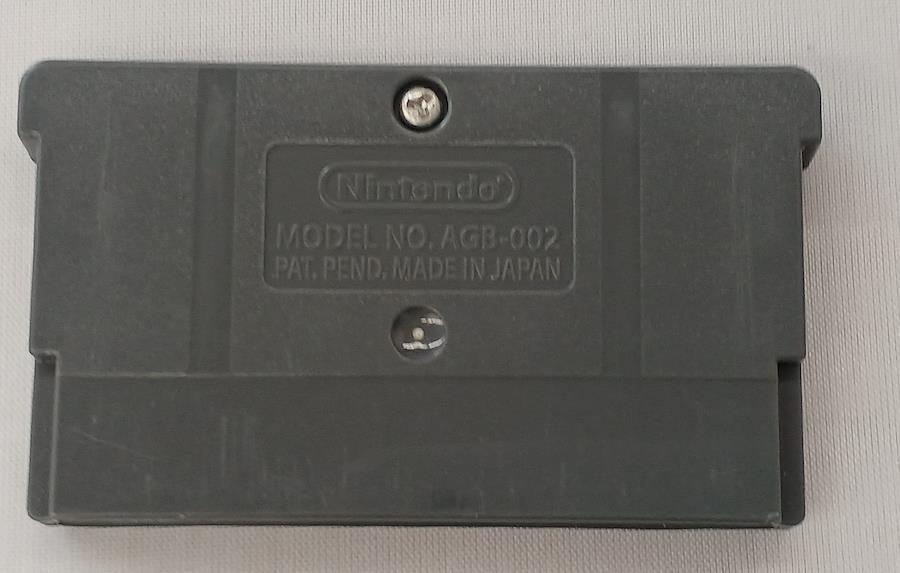 Nintendo®
MODEL NO. AGB-002
PAT. PEND. MADE IN JAPAN